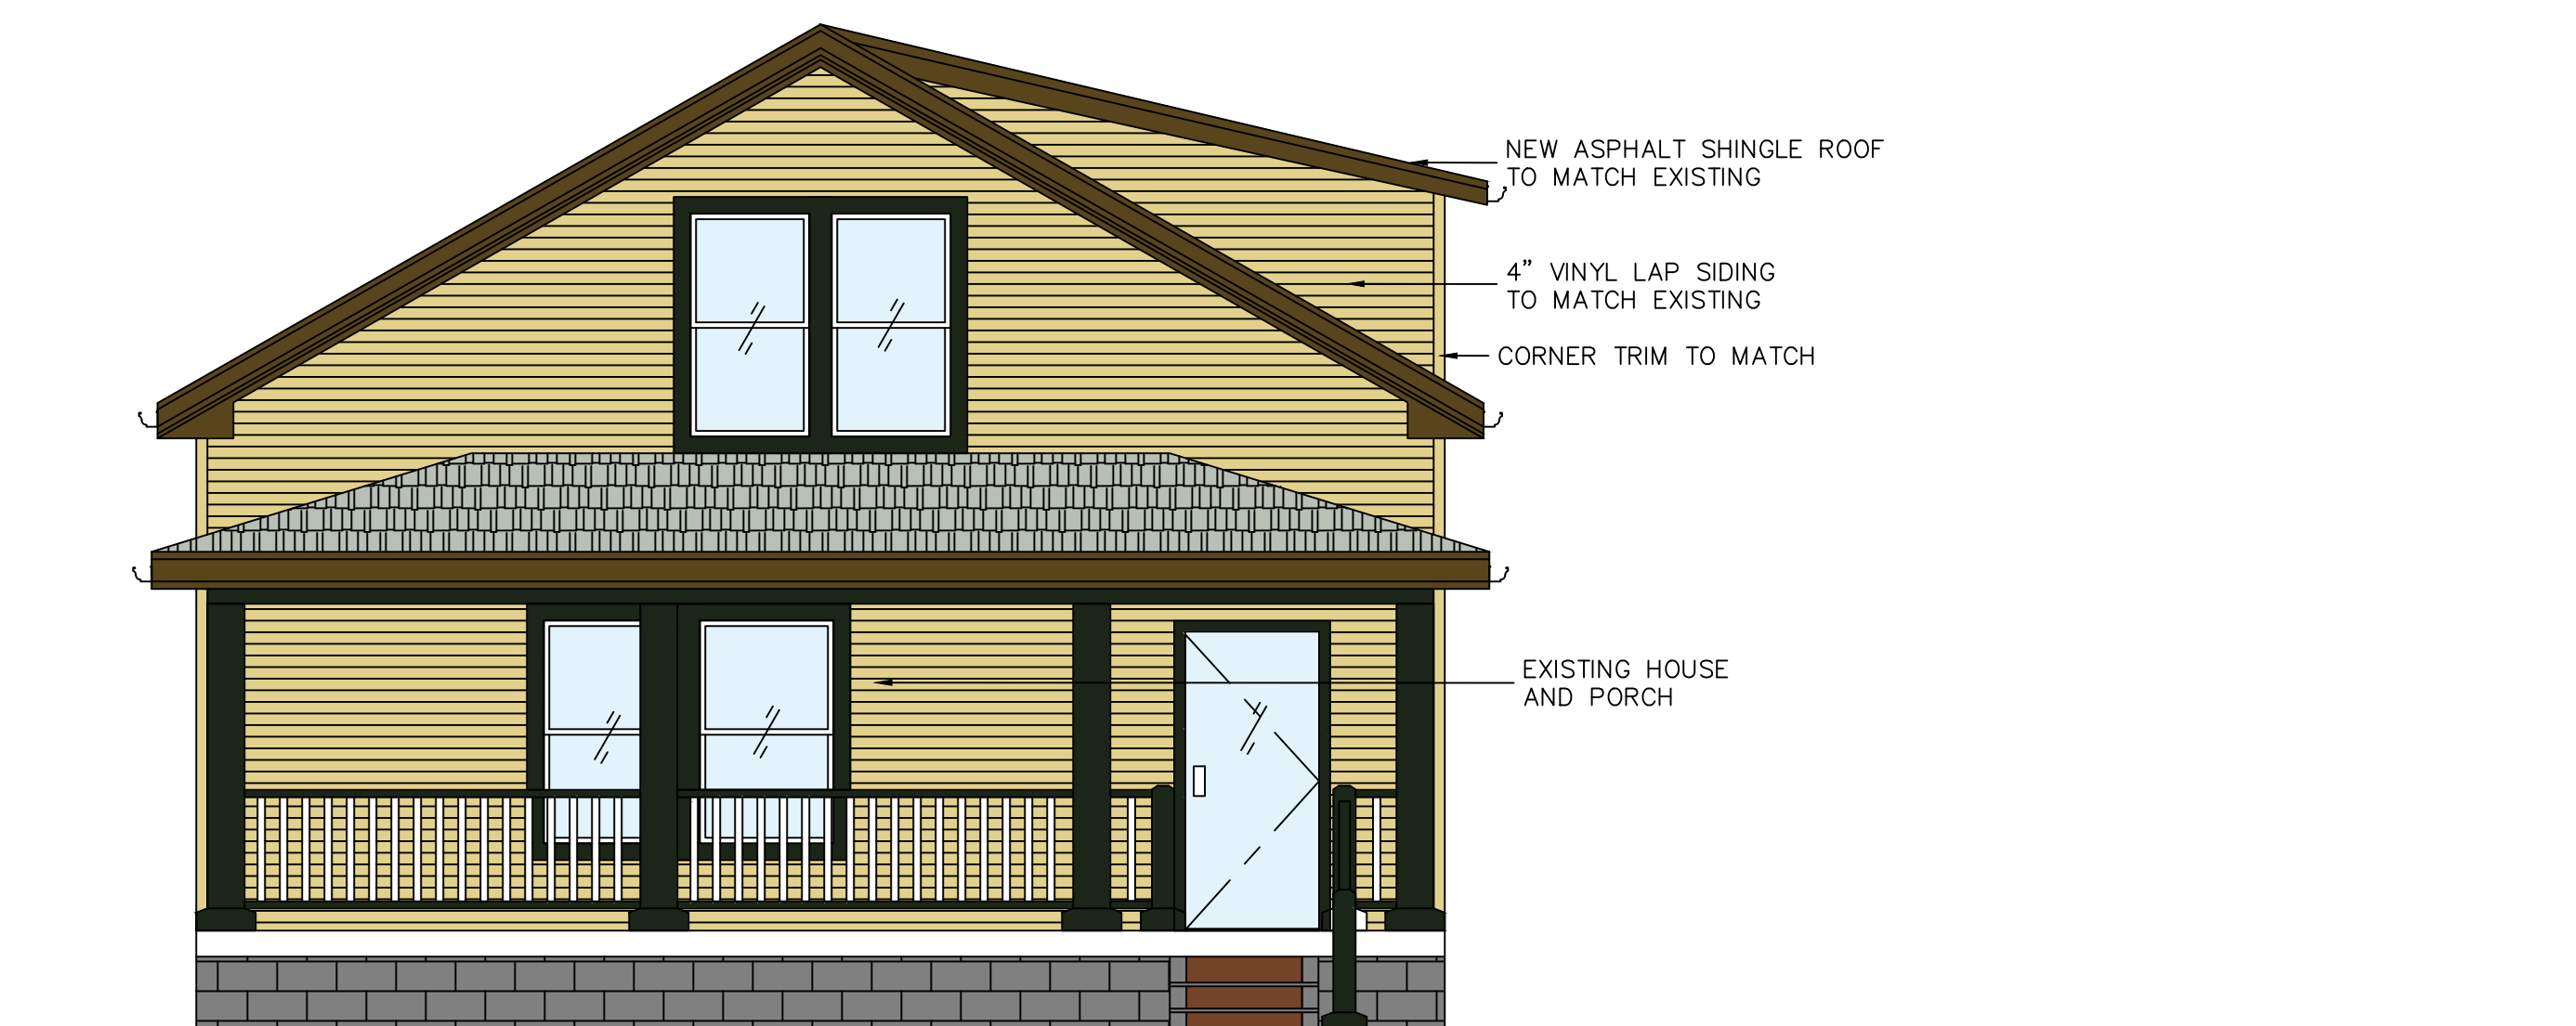 NEW ASPHALT SHINGLE ROOF
TO MATCH EXISTING
4” VINYL LAP SIDING
TO MATCH EXISTING
CORNER TRIM TO MATCH
EXISTING HOUSE
AND PORCH